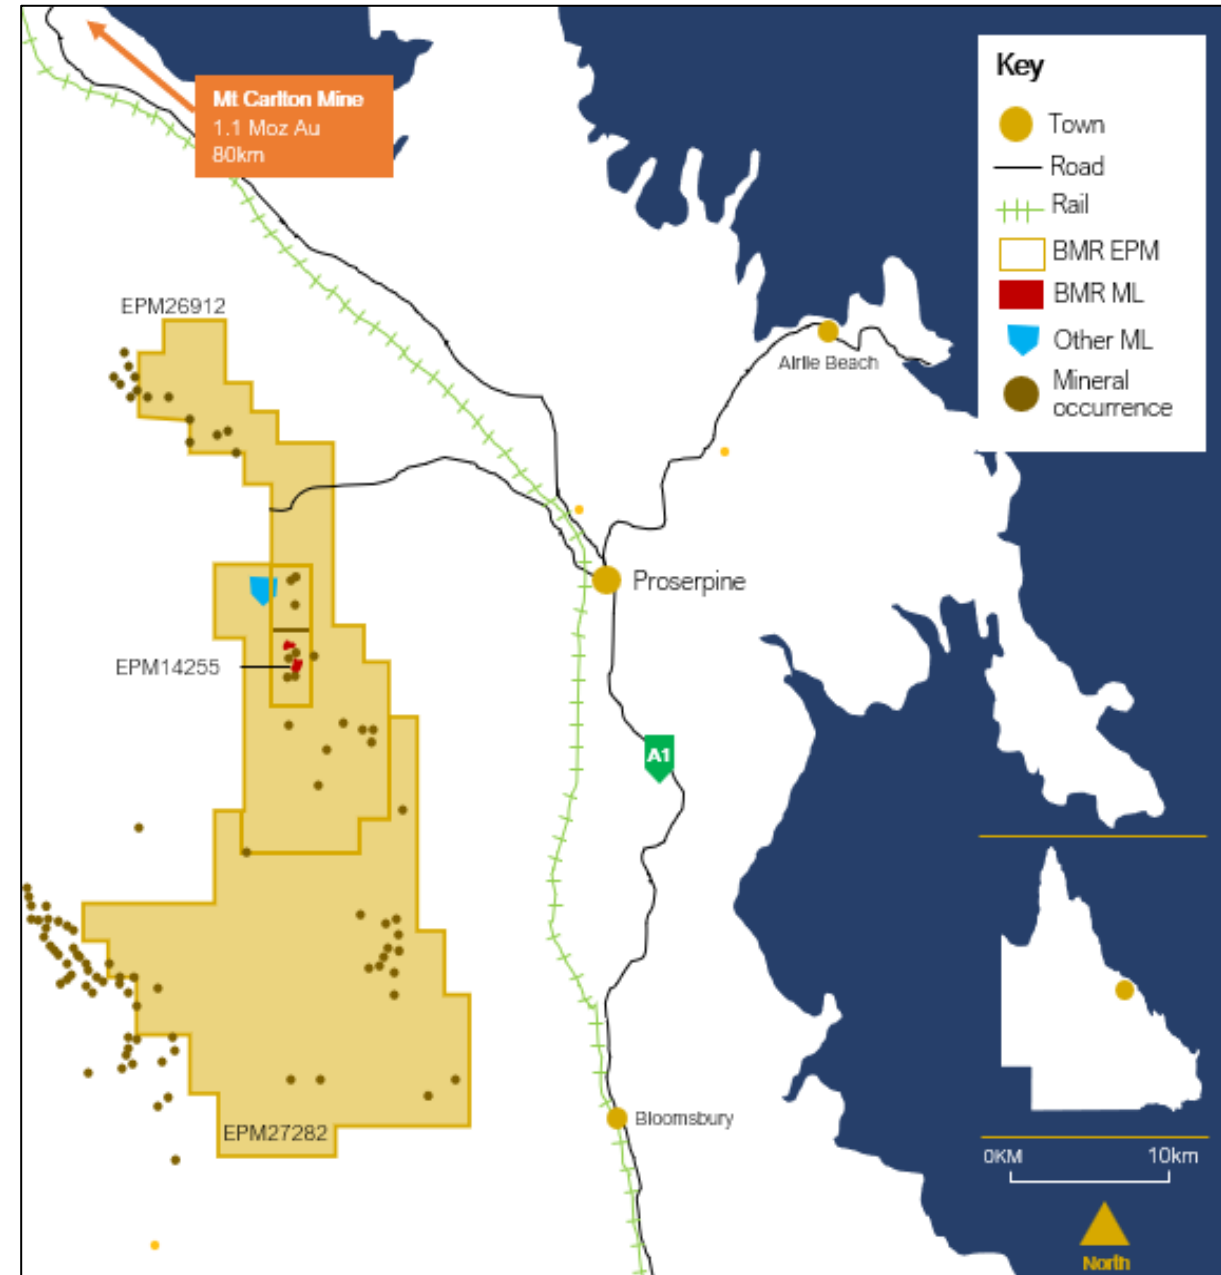 Mt Carlton Mine
1.1 Moz Au
80km
Key
Town
Road
Rail
BMR EPM
BMR ML
Other ML
Mineral
occurrence
EPM26912
Airlie Beach
Proserpine
EPM14255
A1
EPM27282
Bloomsbury
0KM 10km
North